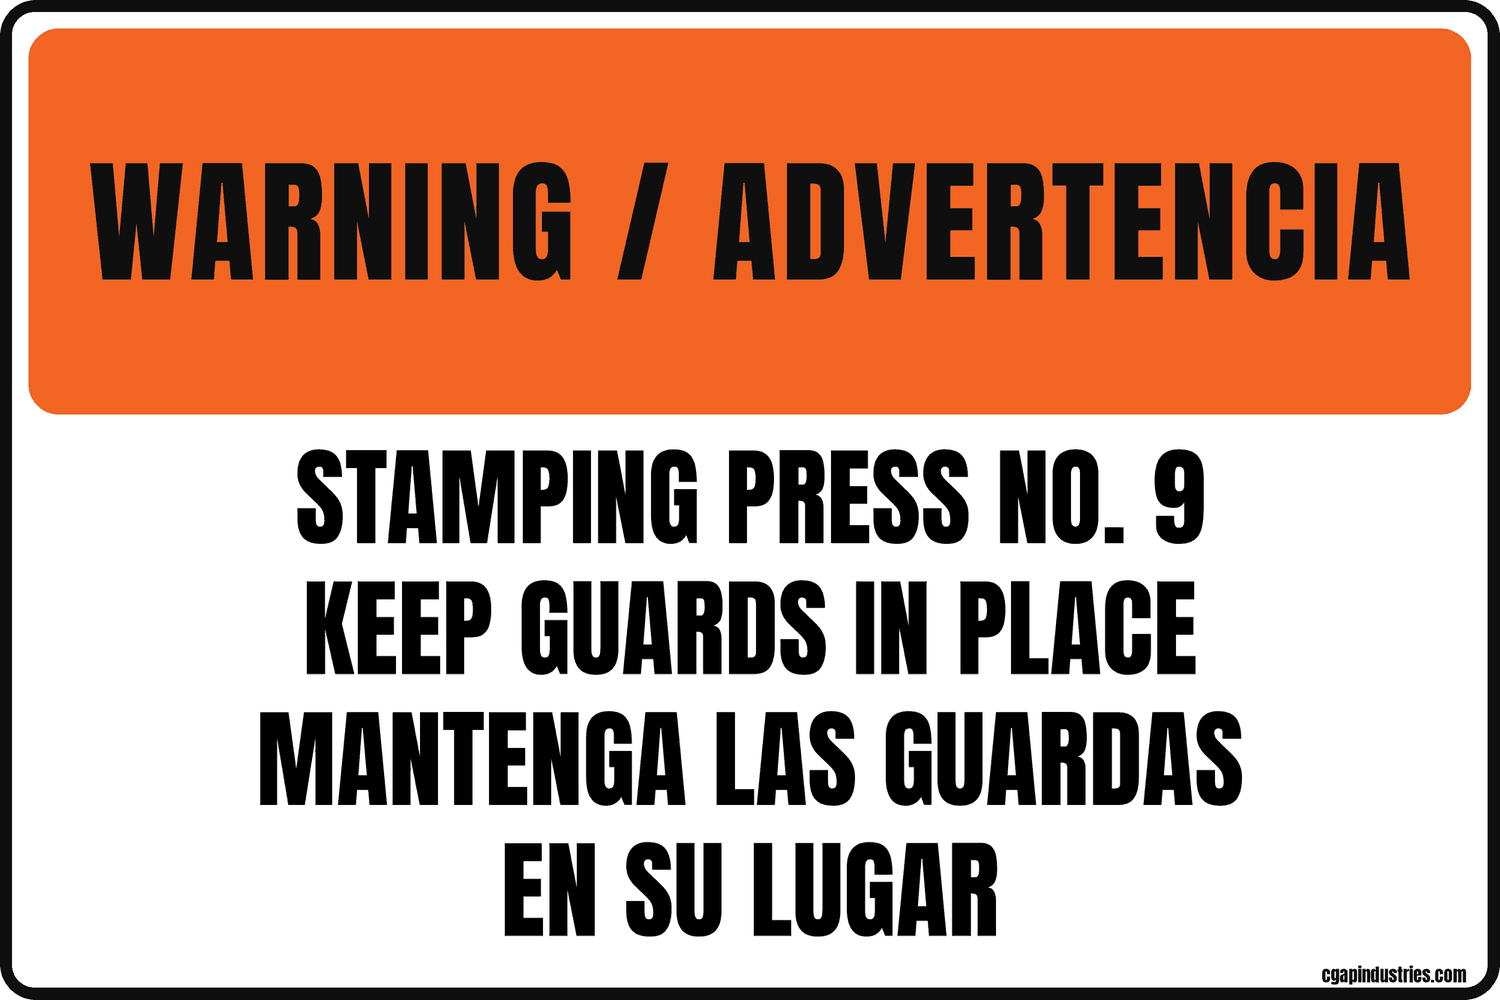 WARNING / ADVERTENCIA
STAMPING PRESS NO. 9
KEEP GUARDS IN PLACE
MANTENGA LAS GUARDAS
EN SU LUGAR
cgapindustries.com